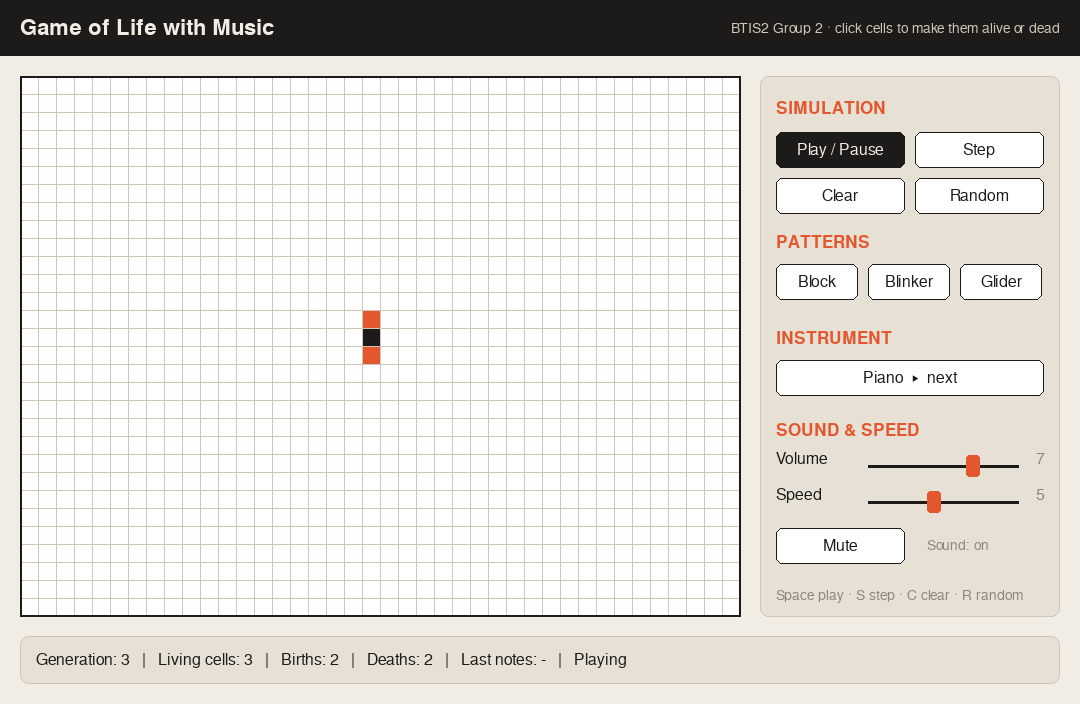 Game of Life with Music
BTIS2 Group 2 · click cells to make them alive or dead
SIMULATION
Play / Pause
Step
Clear
Random
PATTERNS
Block
Blinker
Glider
INSTRUMENT
Piano ▸ next
SOUND & SPEED
Volume
7
Speed
5
Mute
Sound: on
Space play · S step · C clear · R random
Generation: 3 | Living cells: 3 | Births: 2 | Deaths: 2 | Last notes: - | Playing